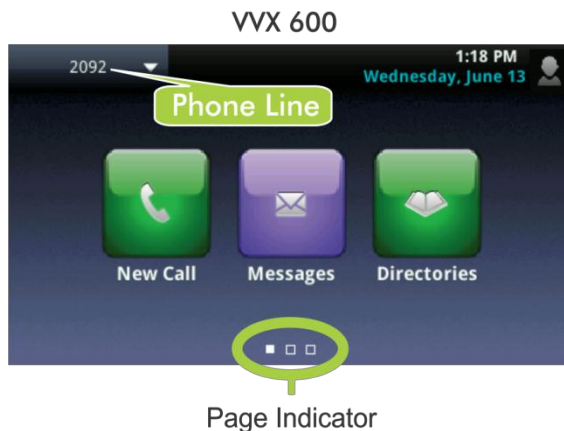 VVX 600
1:18 PM
2092
Wednesday, June 13
Phone Line
New Call
Messages
Directories
Page Indicator